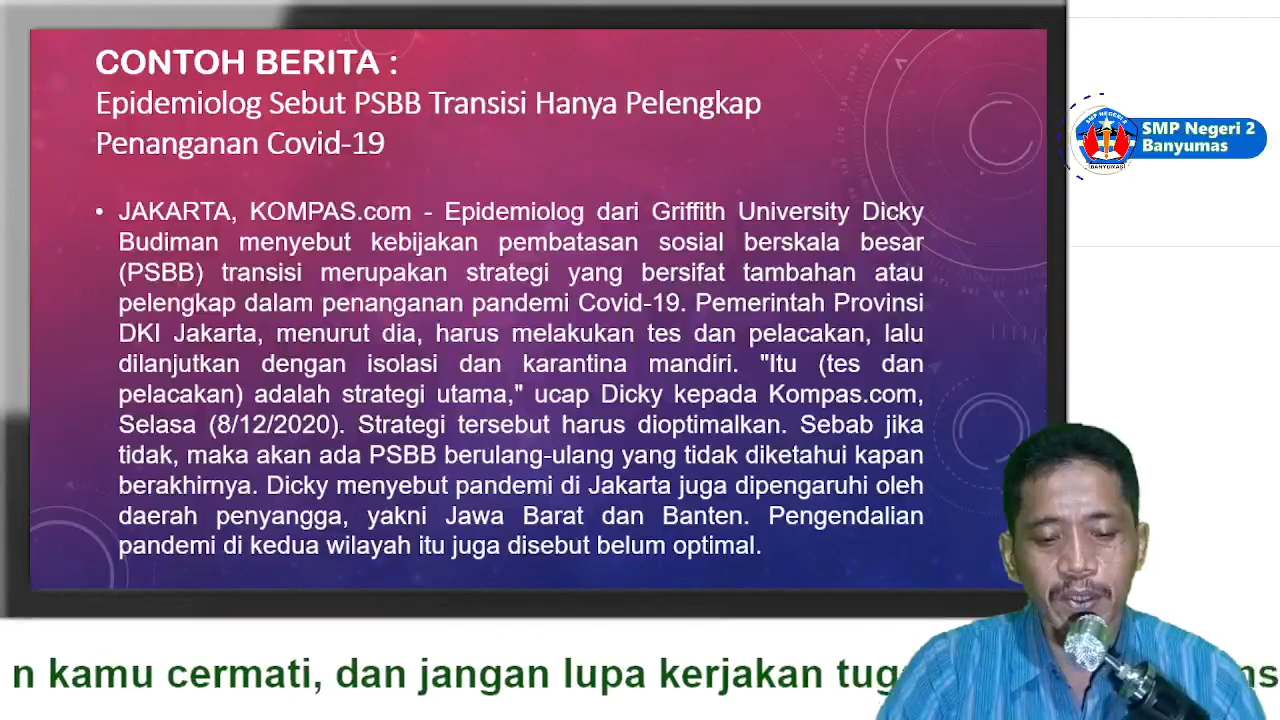 CONTOH BERITA :
Epidemiolog Sebut PSBB Transisi Hanya Pelengkap
Penanganan Covid-19
• JAKARTA, KOMPAS.com - Epidemiolog dari Griffith University Dicky
Budiman menyebut kebijakan pembatasan sosial berskala besar
(PSBB) transisi merupakan strategi yang bersifat tambahan atau
pelengkap dalam penanganan pandemi Covid-19. Pemerintah Provinsi
DKI Jakarta, menurut dia, harus melakukan tes dan pelacakan, lalu
dilanjutkan dengan isolasi dan karantina mandiri. "Itu (tes dan
pelacakan) adalah strategi utama," ucap Dicky kepada Kompas.com,
Selasa (8/12/2020). Strategi tersebut harus dioptimalkan. Sebab jika
tidak, maka akan ada PSBB berulang-ulang yang tidak diketahui kapan
berakhirnya. Dicky menyebut pandemi di Jakarta juga dipengaruhi oleh
daerah penyangga, yakni Jawa Barat dan Banten. Pengendalian
pandemi di kedua wilayah itu juga disebut belum optimal.
SMP NEGERI 2
BANYUMAS
SMP Negeri 2
Banyumas
n kamu cermati, dan jangan lupa kerjakan tug